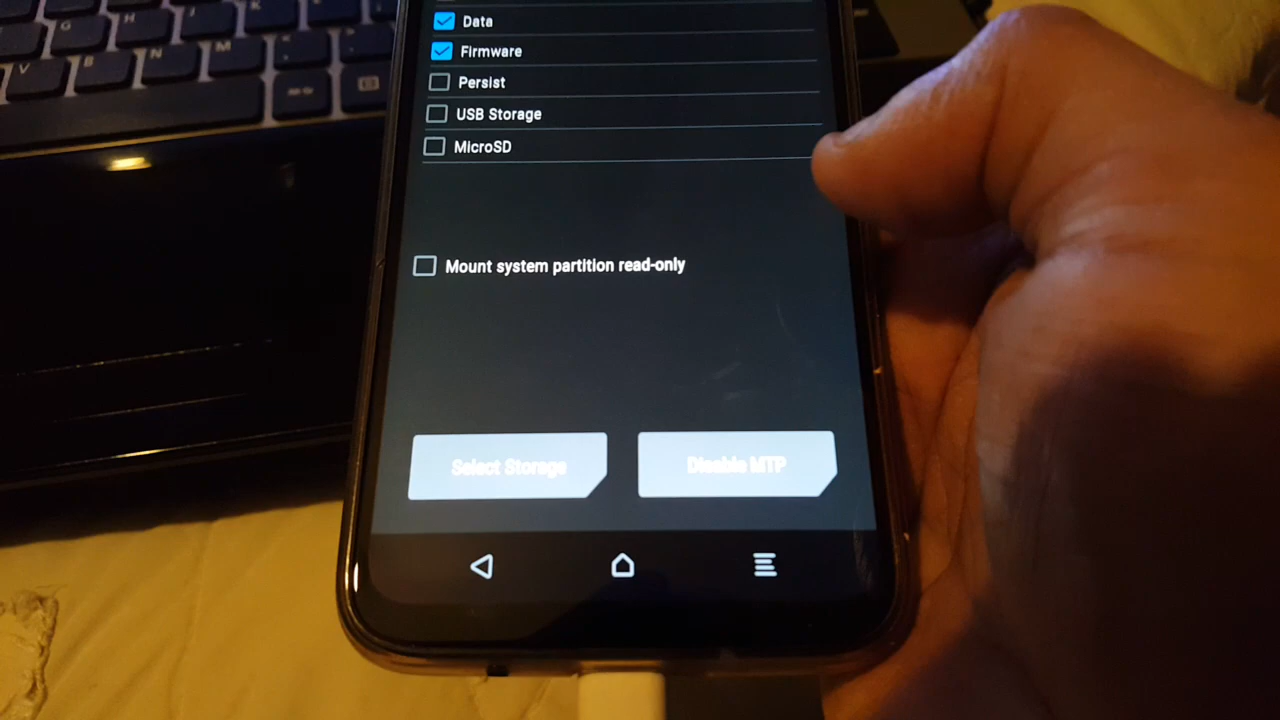 G
H
J
K
L
V
B
N
M
Data
Firmware
Persist
USB Storage
MicroSD
Mount system partition read-only
Select Storage
Disable MTP